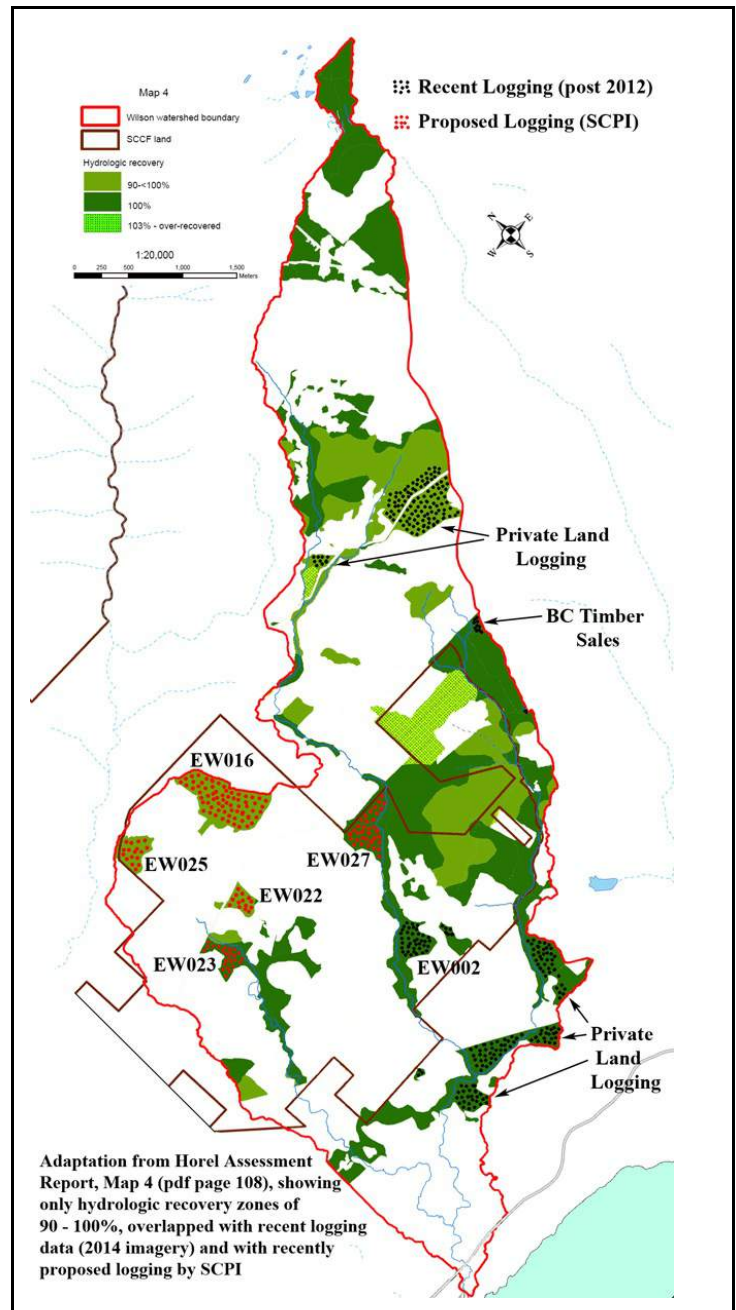 Map 4
Wilson watershed boundary
SCCF land
Hydrologic recovery
90-<100%
100%
103% - over-recovered
1:20,000
0 250 500 1,000 1,500
Meters
Recent Logging (post 2012)
Proposed Logging (SCPI)
N
E
W
S
Private Land
Logging
BC Timber
Sales
EW016
EW025
EW027
EW022
EW023
EW002
Private
Land
Logging
Adaptation from Horel Assessment
Report, Map 4 (pdf page 108), showing
only hydrologic recovery zones of
90 - 100%, overlapped with recent logging
data (2014 imagery) and with recently
proposed logging by SCPI